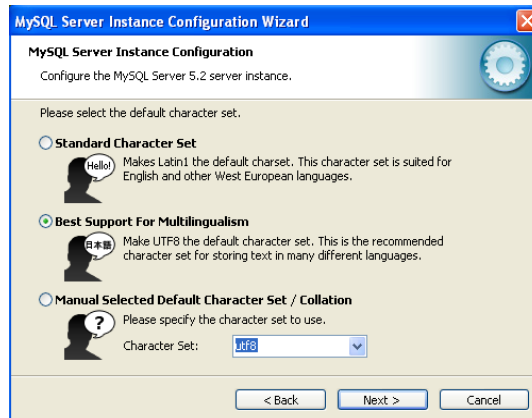 MySQL Server Instance Configuration Wizard
MySQL Server Instance Configuration
Configure the MySQL Server 5.2 server instance.
Please select the default character set.
Standard Character Set
Hello!
Makes Latin1 the default charset. This character set is suited for
English and other West European languages.
Best Support For Multilingualism
日本語
Make UTF8 the default character set. This is the recommended
character set for storing text in many different languages.
Manual Selected Default Character Set / Collation
?
Please specify the character set to use.
Character Set: utf8
< Back Next > Cancel